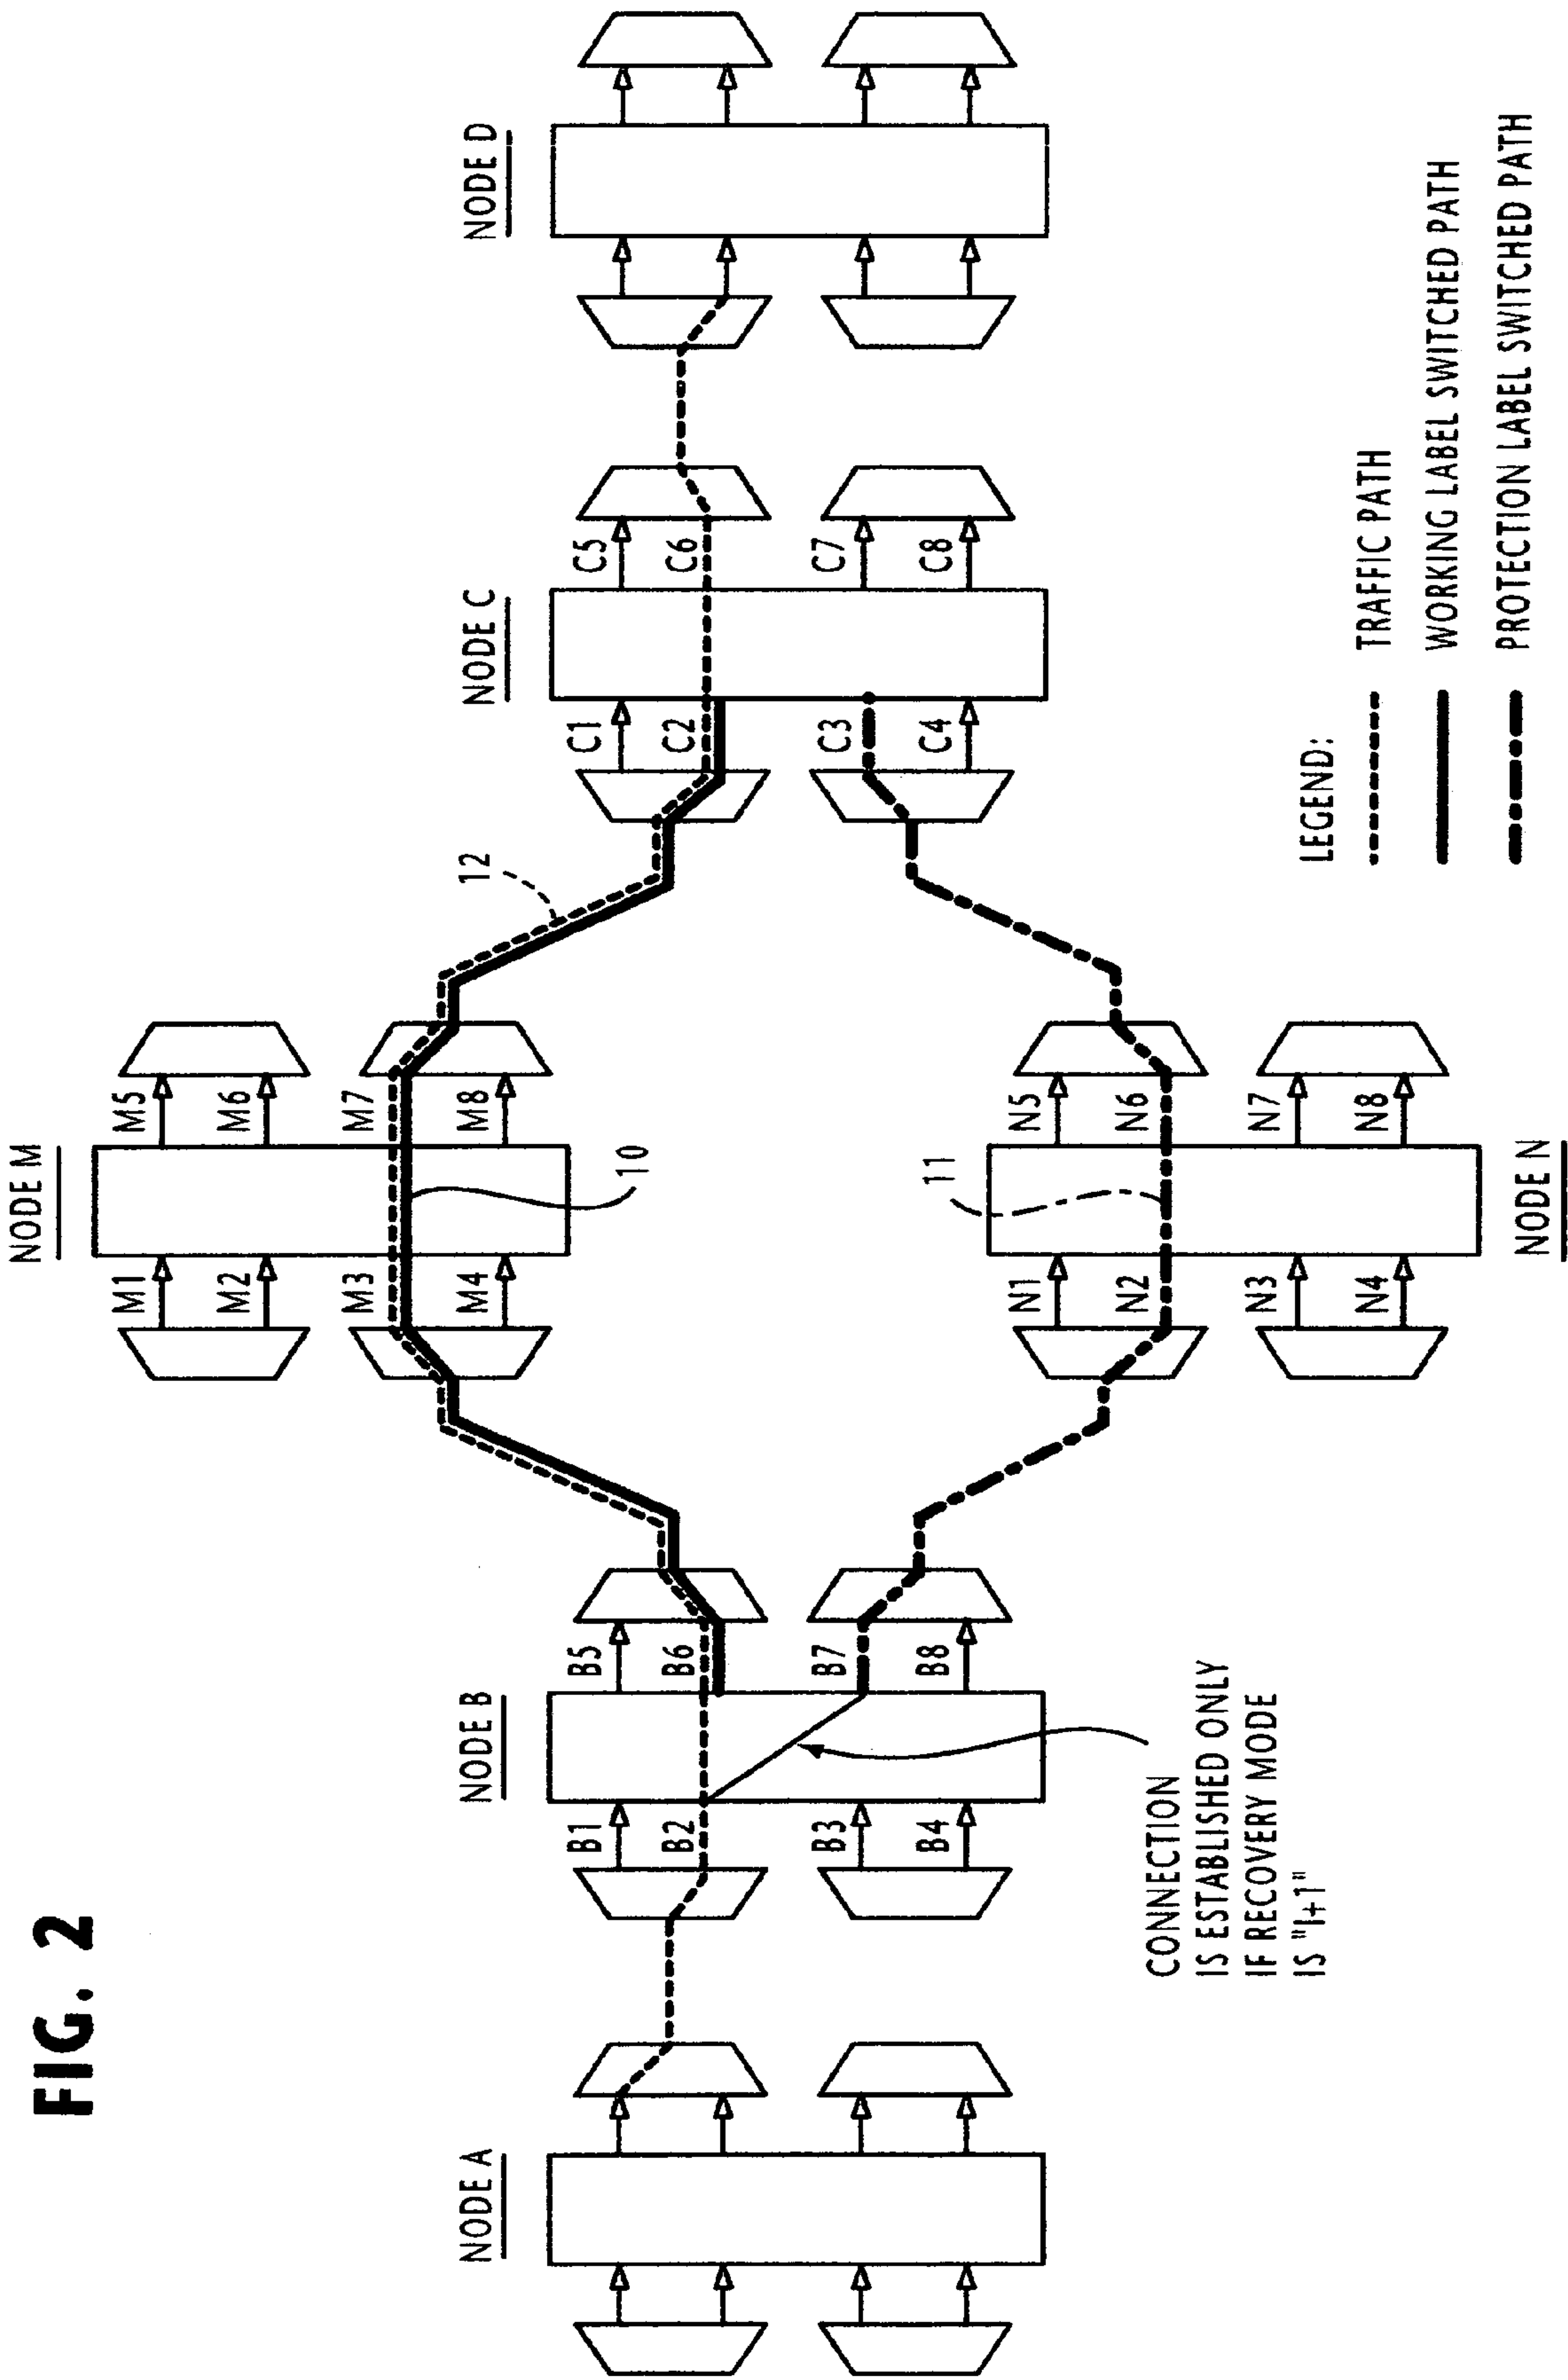 FIG. 2
NODE A
NODE B
B1
B2
B3
B4
B5
B6
B7
B8
CONNECTION
IS ESTABLISHED ONLY
IF RECOVERY MODE
IS "1+1"
NODE M
M1
M2
M3
M4
M5
M6
M7
M8
10
NODE N
N1
N2
N3
N4
N5
N6
N7
N8
11
12
NODE C
C1
C2
C3
C4
C5
C6
C7
C8
NODE D
LEGEND:
TRAFFIC PATH
WORKING LABEL SWITCHED PATH
PROTECTION LABEL SWITCHED PATH